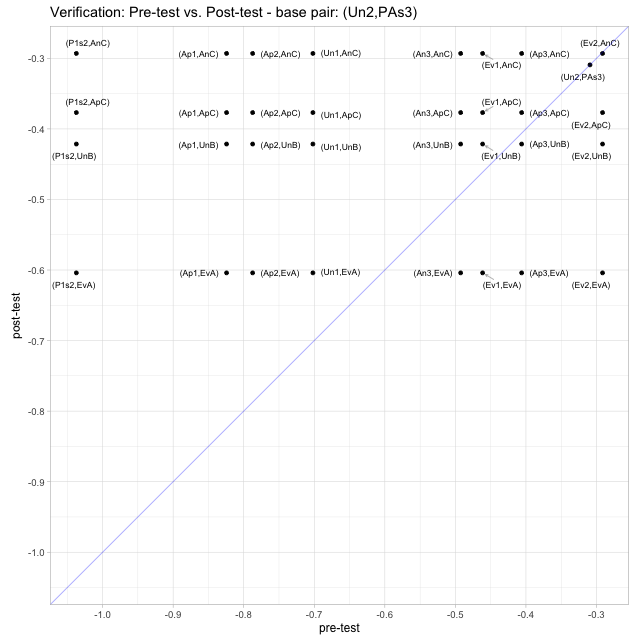 Verification: Pre-test vs. Post-test - base pair: (Un2,PAs3)
(P1s2,AnC)
(Ev2,AnC)
-0.3
(Ap1,AnC)
(Ap2,AnC)
(Un1,AnC)
(An3,AnC)
(Ap3,AnC)
(Ev1,AnC)
(Un2,PAs3)
(P1s2,ApC)
(Ev1,ApC)
(Ap1,ApC)
(Ap2,ApC)
(Un1,ApC)
(An3,ApC)
(Ap3,ApC)
(Ev2,ApC)
-0.4
(Ap1,UnB)
(Ap2,UnB)
(Un1,UnB)
(An3,UnB)
(Ap3,UnB)
(P1s2,UnB)
(Ev1,UnB)
(Ev2,UnB)
-0.5
-0.6
(Ap1,EvA)
(Ap2,EvA)
(Un1,EvA)
(An3,EvA)
(Ap3,EvA)
(P1s2,EvA)
(Ev1,EvA)
(Ev2,EvA)
post-test
-0.7
-0.8
-0.9
-1.0
-1.0
-0.9
-0.8
-0.7
-0.6
-0.5
-0.4
-0.3
pre-test